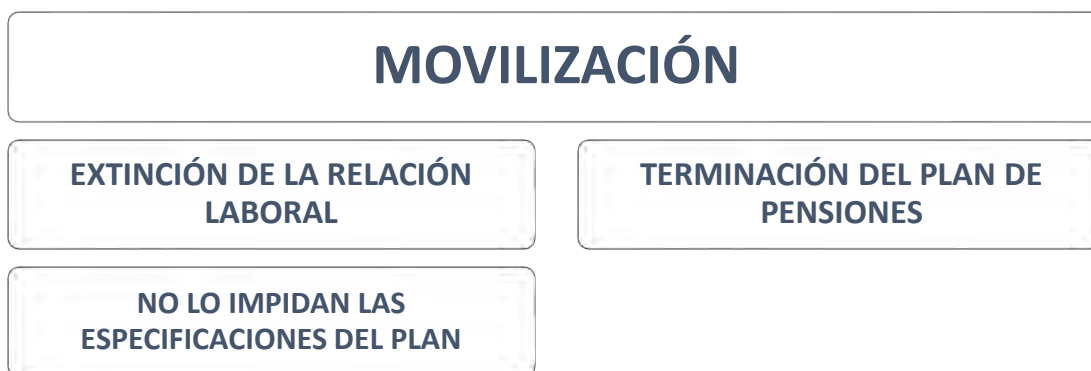 MOVILIZACIÓN
EXTINCIÓN DE LA RELACIÓN
LABORAL
TERMINACIÓN DEL PLAN DE
PENSIONES
NO LO IMPIDAN LAS
ESPECIFICACIONES DEL PLAN